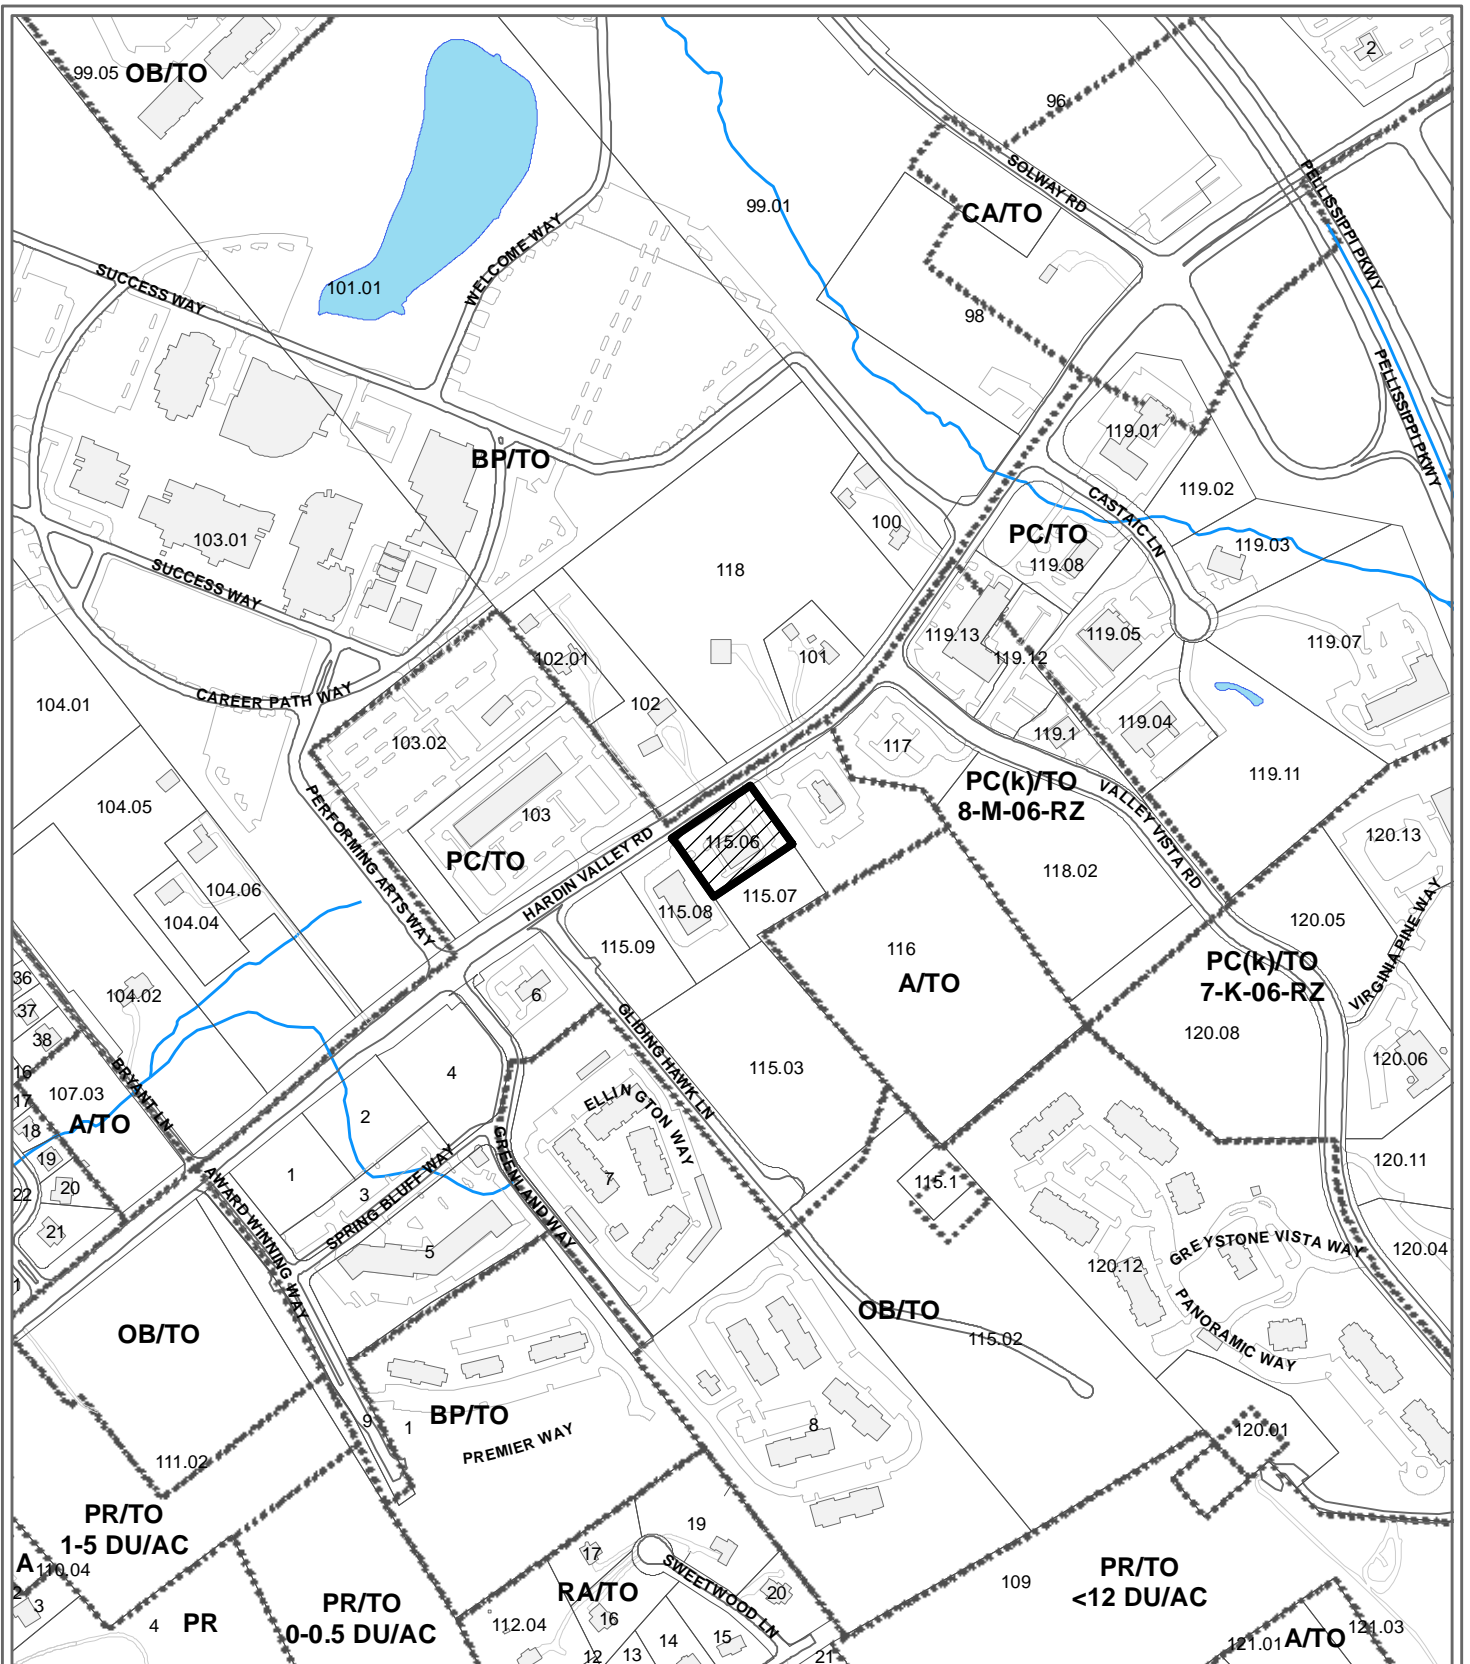 2
99.05
OB/TO
96
SOLWAY RD
PELLISSIPPI PKWY
99.01
CA/TO
WELCOME WAY
SUCCESS WAY
101.01
98
PELLISSIPPI PKWY
119.01
BP/TO
119.02
CASTAIC LN
100
PC/TO
119.08
119.03
103.01
SUCCESS WAY
118
119.13
119.12
119.05
119.07
102.01
101
CAREER PATH WAY
104.01
102
103.02
117
119.1
119.04
119.11
PC(k)/TO
8-M-06-RZ
VALLEY VISTA RD
104.05
PERFORMING ARTS WAY
103
PC/TO
HARDIN VALLEY RD
115.06
120.13
118.02
104.06
104.04
115.08
115.07
120.05
VIRGINIA PINE WAY
115.09
116
A/TO
PC(k)/TO
7-K-06-RZ
36
37
38
104.02
6
GLIDING HAWK LN
120.08
120.06
16
17
107.03
BRYANT LN
4
115.03
18
A/TO
2
ELLINGTON WAY
19
20
22
21
1
1
3
SPRING BLUFF WAY
GREENLAND WAY
7
115.1
120.11
AWARD WINNING WAY
5
120.12
GREYSTONE VISTA WAY
120.04
PANORAMIC WAY
OB/TO
OB/TO
115.02
BP/TO
9
1
PREMIER WAY
8
120.01
111.02
PR/TO
1-5 DU/AC
A
110.04
2
3
4
PR
PR/TO
0-0.5 DU/AC
17
19
SWEETWOOD LN
RA/TO
16
20
112.04
12
13
14
15
21
109
PR/TO
<12 DU/AC
121.01
A/TO
121.03